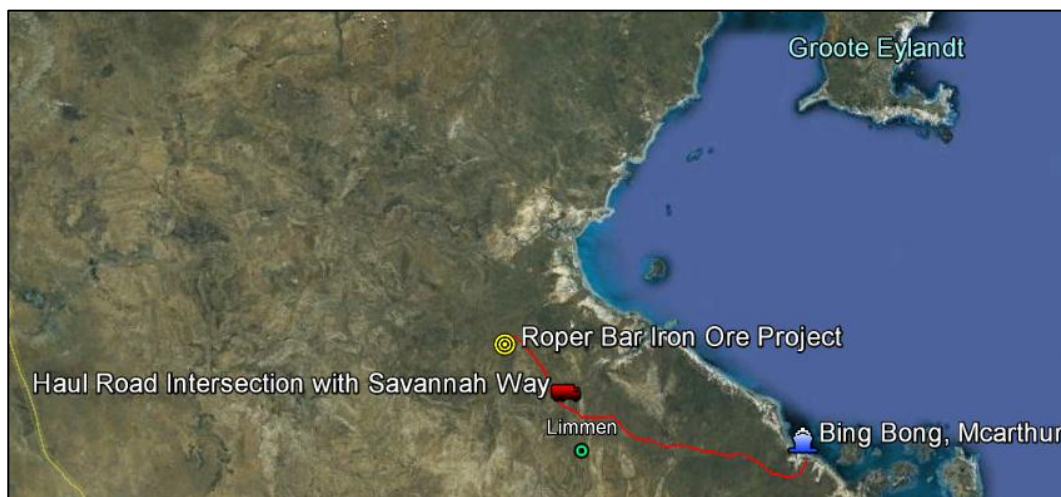 Groote Eylandt
Roper Bar Iron Ore Project
Haul Road Intersection with Savannah Way
Limmen
Bing Bong, Mcarthur